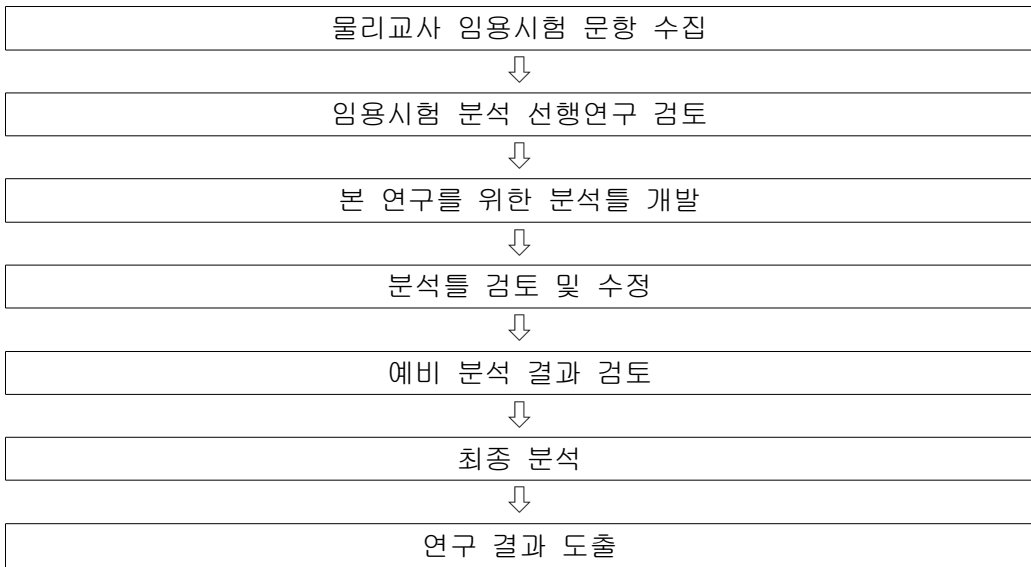 물리교사 임용시험 문항 수집
⇩
임용시험 분석 선행연구 검토
⇩
본 연구를 위한 분석틀 개발
⇩
분석틀 검토 및 수정
⇩
예비 분석 결과 검토
⇩
최종 분석
⇩
연구 결과 도출